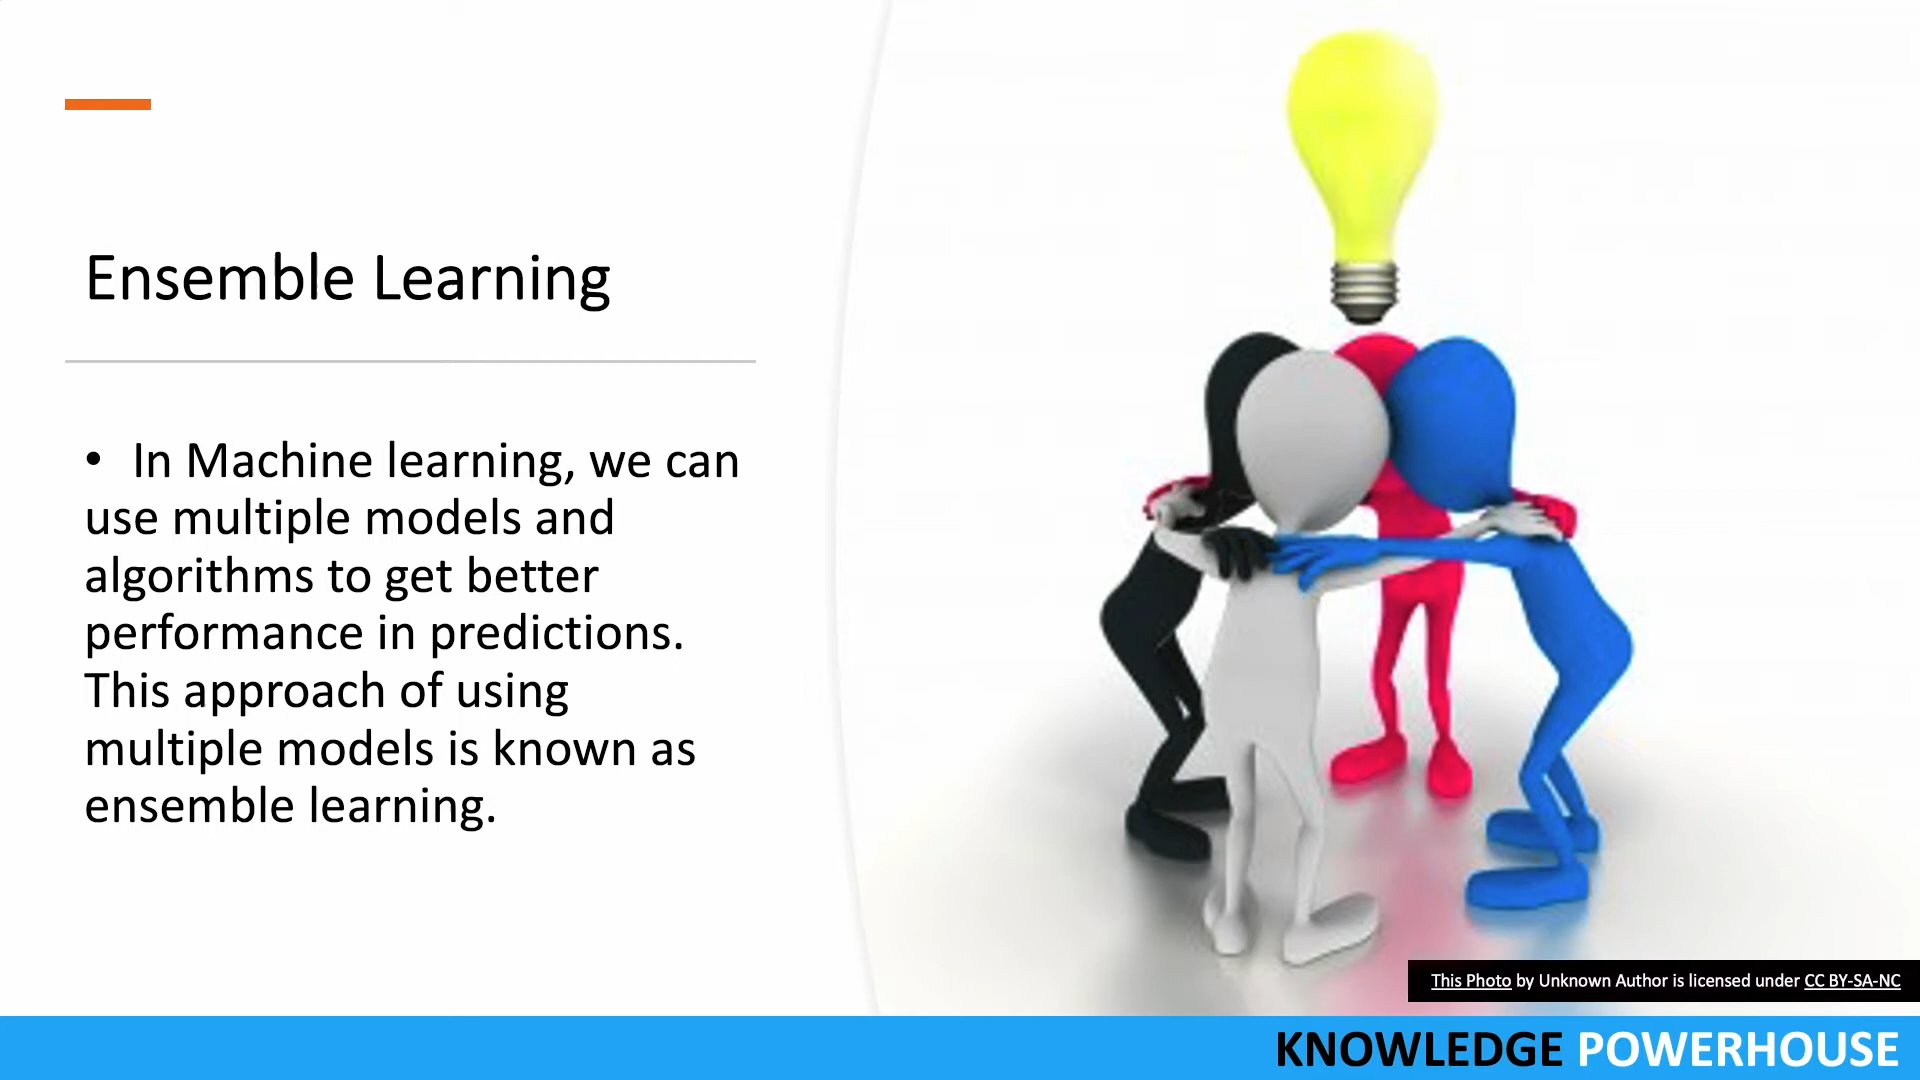 Ensemble Learning
• In Machine learning, we can
use multiple models and
algorithms to get better
performance in predictions.
This approach of using
multiple models is known as
ensemble learning.
This Photo by Unknown Author is licensed under CC BY-SA-NC
KNOWLEDGE POWERHOUSE